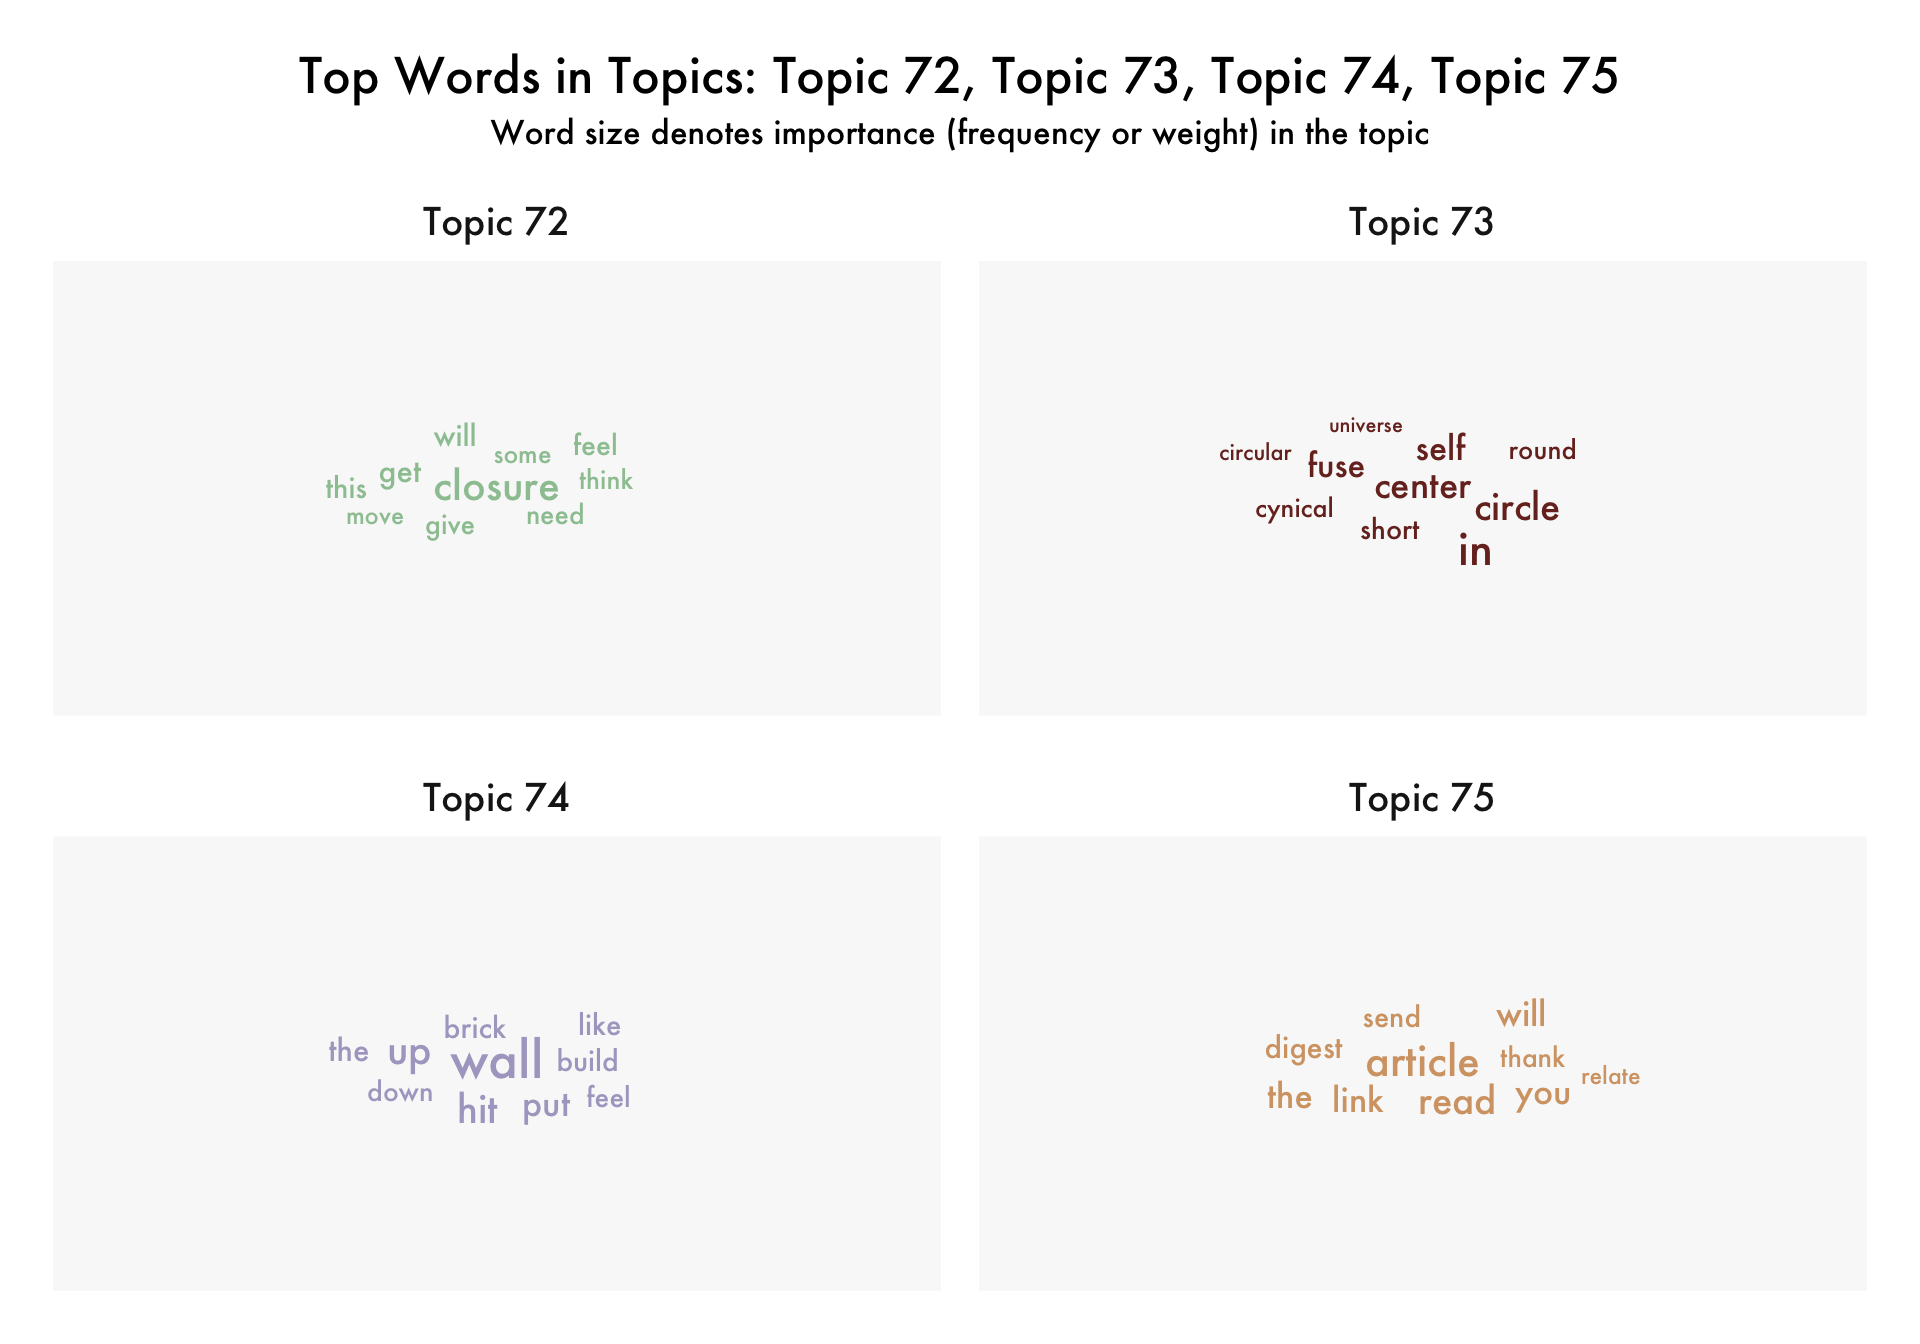 Top Words in Topics: Topic 72, Topic 73, Topic 74, Topic 75
Word size denotes importance (frequency or weight) in the topic
Topic 72
will
some
feel
this
get
closure
think
move
give
need
Topic 73
universe
circular
fuse
self
round
center
cynical
circle
short
in
Topic 74
brick
like
the
up
wall
build
down
hit
put
feel
Topic 75
send
will
digest
article
thank
relate
the
link
read
you